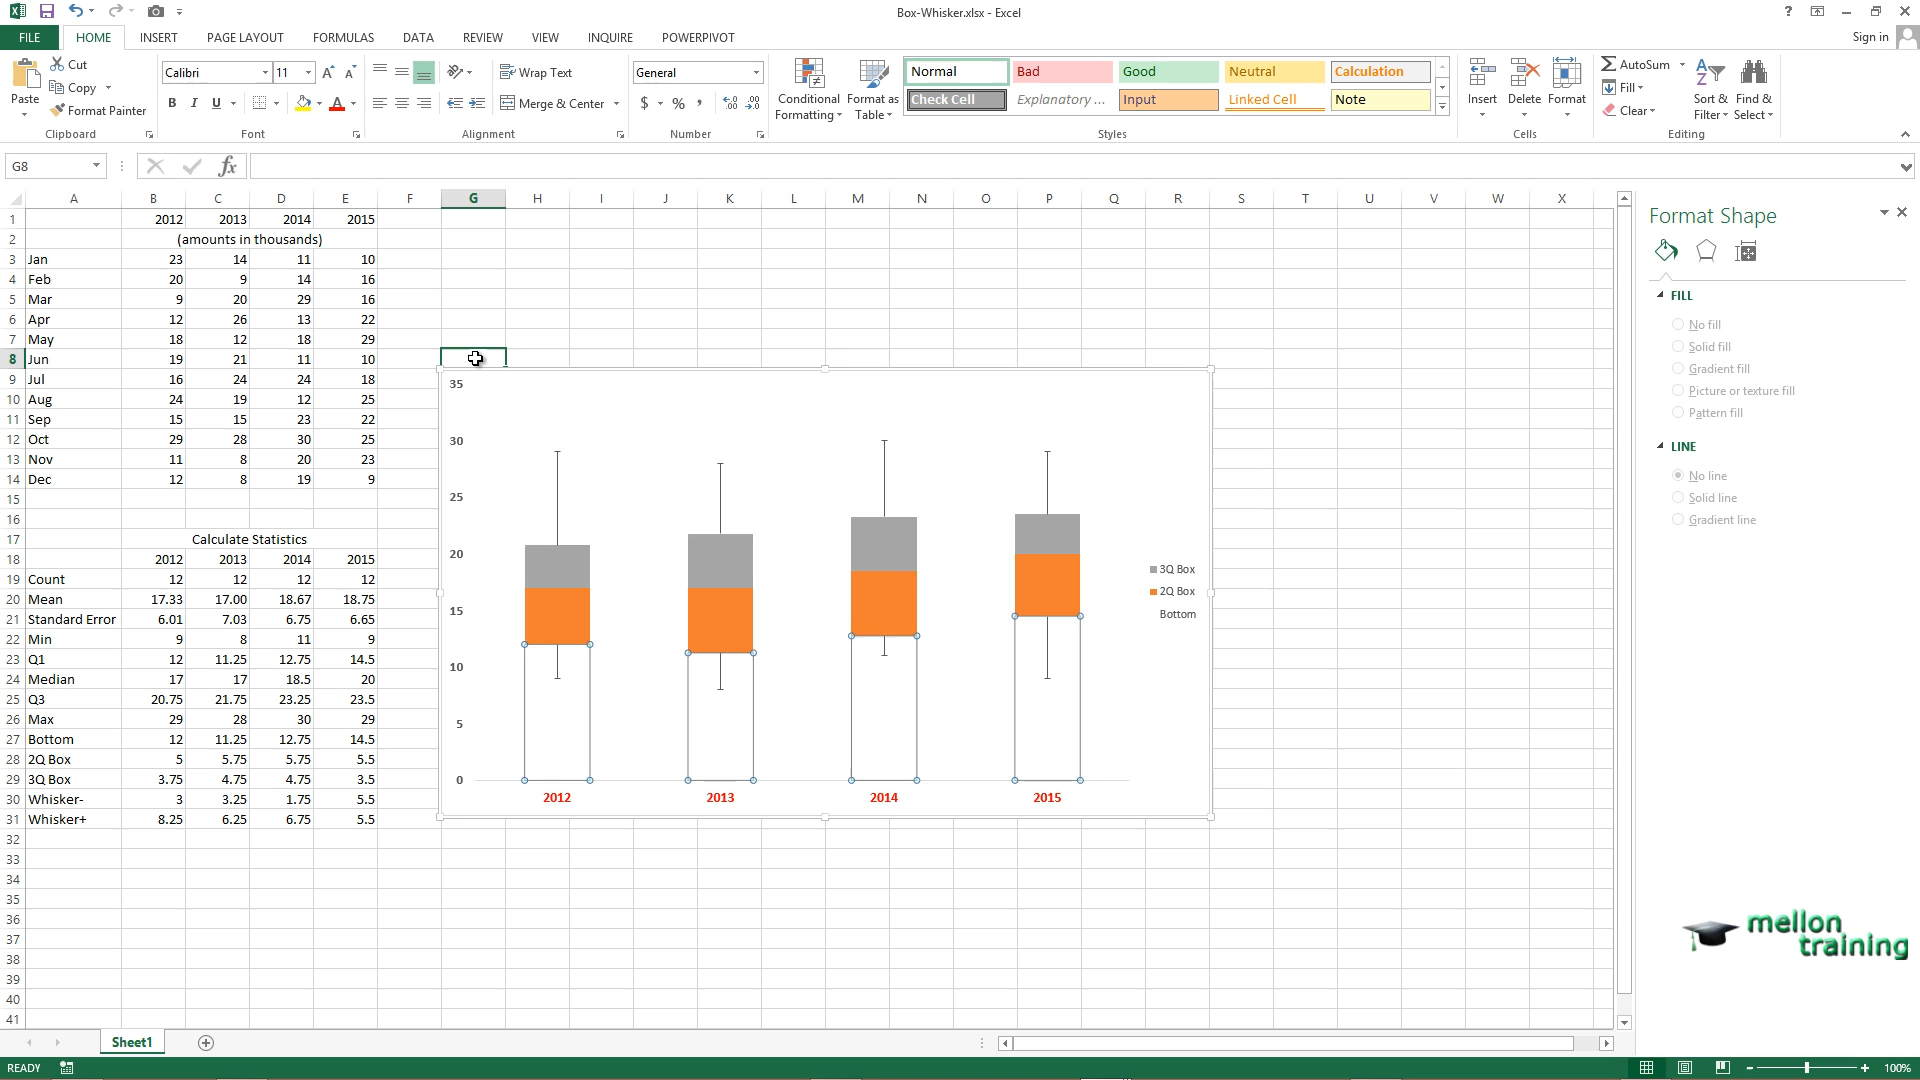 Box-Whisker.xlsx - Excel
?
FILE HOME INSERT PAGE LAYOUT FORMULAS DATA REVIEW VIEW INQUIRE POWERPIVOT
Sign in
Paste
Cut
Copy
Format Painter
Clipboard
Calibri 11
B I U
Font
Wrap Text
Merge & Center
Alignment
General
$ % ,
Number
Conditional Formatting
Format as Table
Normal Bad Good Neutral Calculation
Check Cell Explanatory ... Input Linked Cell Note
Styles
Insert Delete Format
Cells
AutoSum
Fill
Clear
Sort & Filter
Find & Select
Editing
G8
fx
A B C D E F G H I J K L M N O P Q R S T U V W X
1 2012 2013 2014 2015
2 (amounts in thousands)
3 Jan 23 14 11 10
4 Feb 20 9 14 16
5 Mar 9 20 29 16
6 Apr 12 26 13 22
7 May 18 12 18 29
8 Jun 19 21 11 10
9 Jul 16 24 24 18
10 Aug 24 19 12 25
11 Sep 15 15 23 22
12 Oct 29 28 30 25
13 Nov 11 8 20 23
14 Dec 12 8 19 9
15
16
17 Calculate Statistics
18 2012 2013 2014 2015
19 Count 12 12 12 12
20 Mean 17.33 17.00 18.67 18.75
21 Standard Error 6.01 7.03 6.75 6.65
22 Min 9 8 11 9
23 Q1 12 11.25 12.75 14.5
24 Median 17 17 18.5 20
25 Q3 20.75 21.75 23.25 23.5
26 Max 29 28 30 29
27 Bottom 12 11.25 12.75 14.5
28 2Q Box 5 5.75 5.75 5.5
29 3Q Box 3.75 4.75 4.75 3.5
30 Whisker- 3 3.25 1.75 5.5
31 Whisker+ 8.25 6.25 6.75 5.5
32
33
34
35
36
37
38
39
40
41
35
30
25
20
15
10
5
0
2012 2013 2014 2015
3Q Box
2Q Box
Bottom
Format Shape
FILL
No fill
Solid fill
Gradient fill
Picture or texture fill
Pattern fill
LINE
No line
Solid line
Gradient line
mellon
training
Sheet1
READY
100%